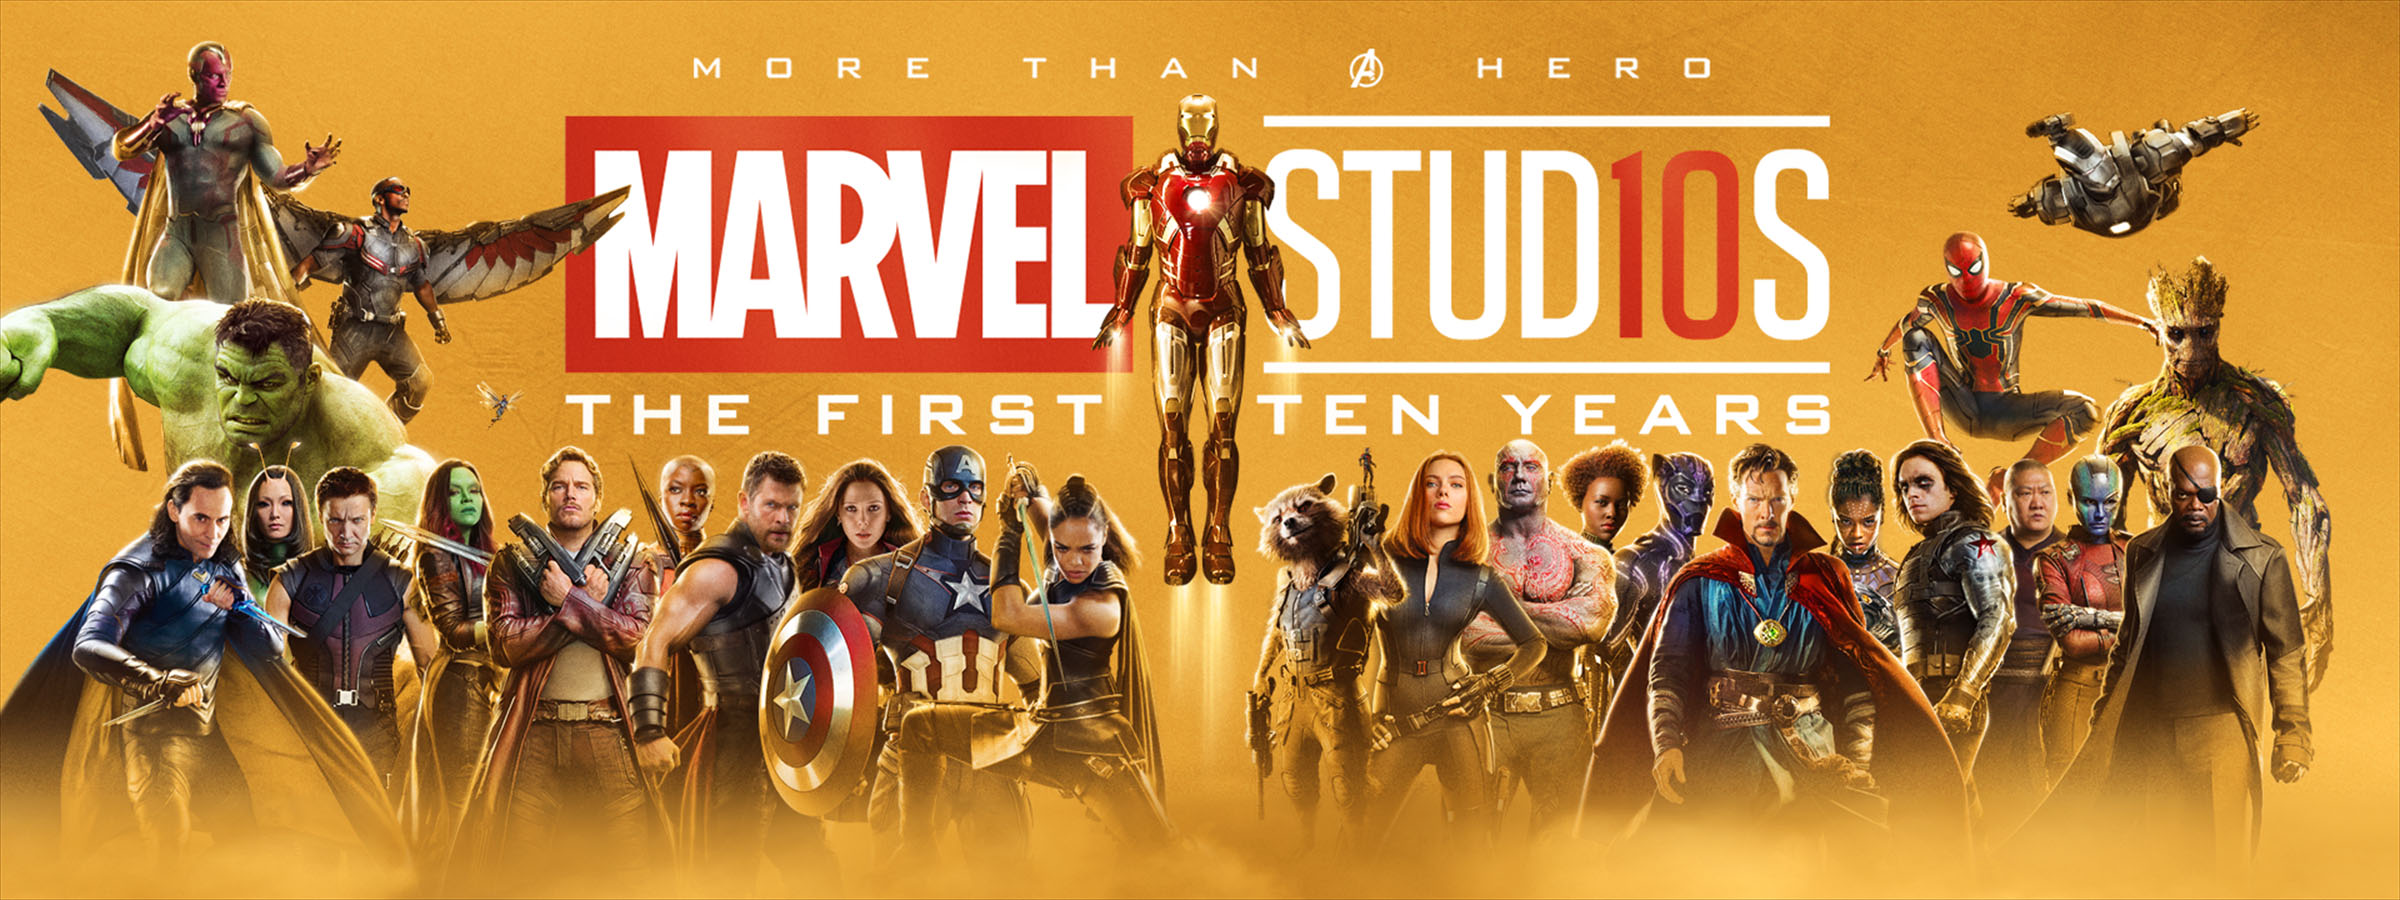 MORE THAN A HERO
MARVEL STUD10S
THE FIRST TEN YEARS